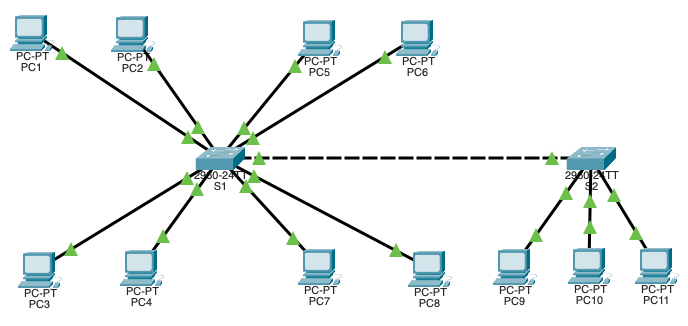 PC-PT
PC1
PC-PT
PC2
PC-PT
PC5
PC-PT
PC6
2960-24TT
S1
2960-24TT
S2
PC-PT
PC3
PC-PT
PC4
PC-PT
PC7
PC-PT
PC8
PC-PT
PC9
PC-PT
PC10
PC-PT
PC11